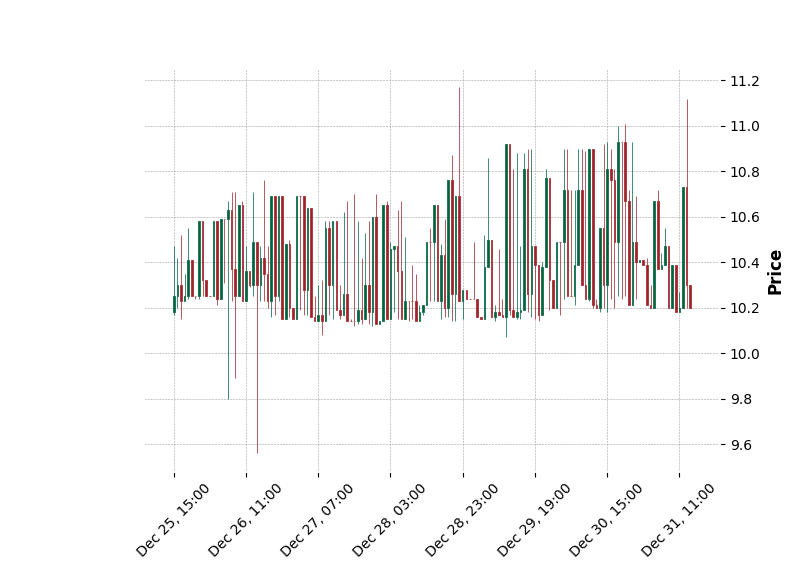 11.2
11.0
10.8
10.6
10.4
10.2
10.0
9.8
9.6
Price
Dec 25, 15:00
Dec 26, 11:00
Dec 27, 07:00
Dec 28, 03:00
Dec 28, 23:00
Dec 29, 19:00
Dec 30, 15:00
Dec 31, 11:00